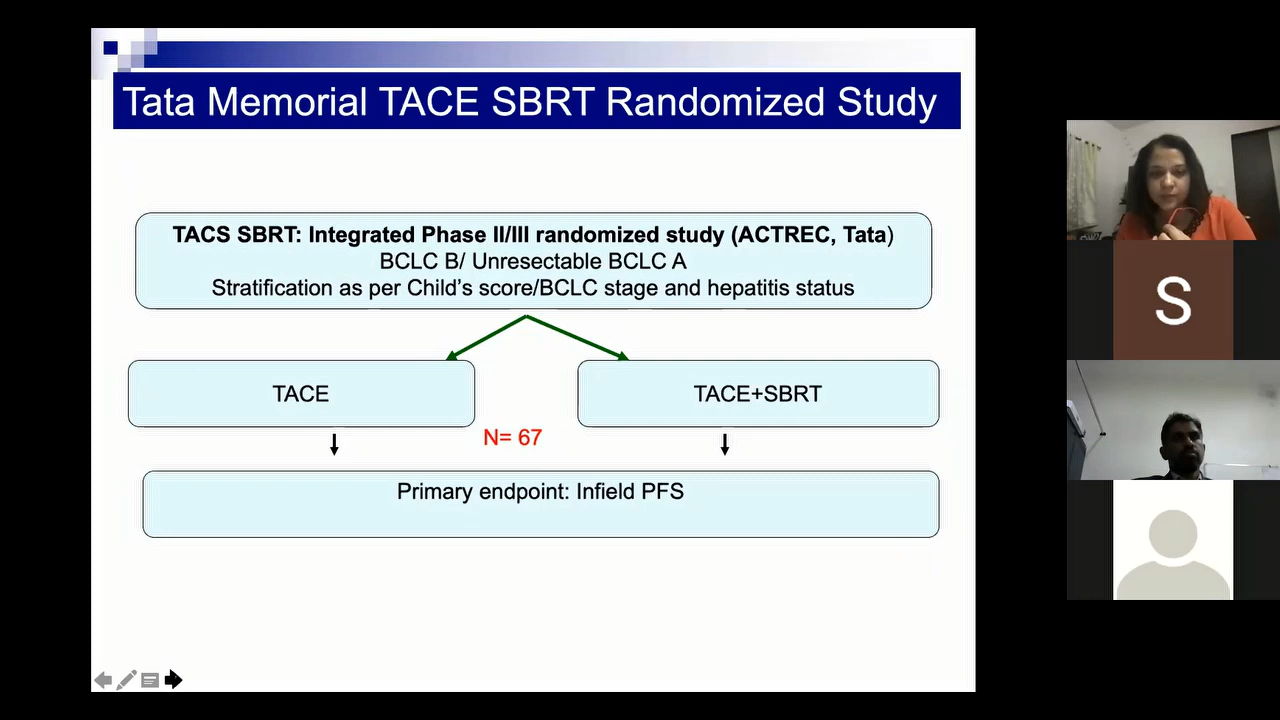 Tata Memorial TACE SBRT Randomized Study
TACS SBRT: Integrated Phase II/III randomized study (ACTREC, Tata)
BCLC B/ Unresectable BCLC A
Stratification as per Child's score/BCLC stage and hepatitis status
TACE
TACE+SBRT
N= 67
Primary endpoint: Infield PFS
S